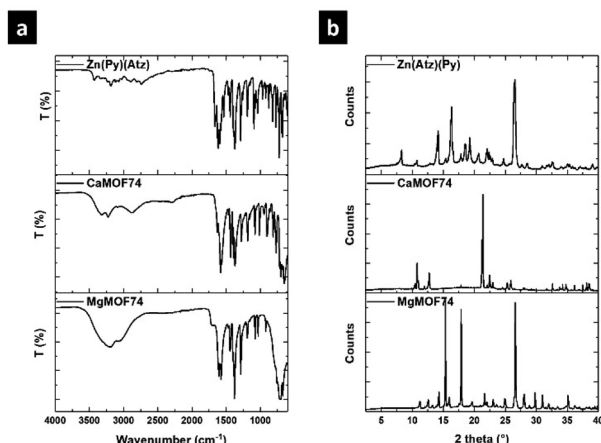 a
b
Zn(Py)(Atz)
T (%)
CaMOF74
T (%)
MgMOF74
T (%)
4000 3500 3000 2500 2000 1500 1000
Wavenumber (cm⁻¹)
Zn(Atz)(Py)
Counts
CaMOF74
Counts
MgMOF74
Counts
5 10 15 20 25 30 35 40
2 theta (°)